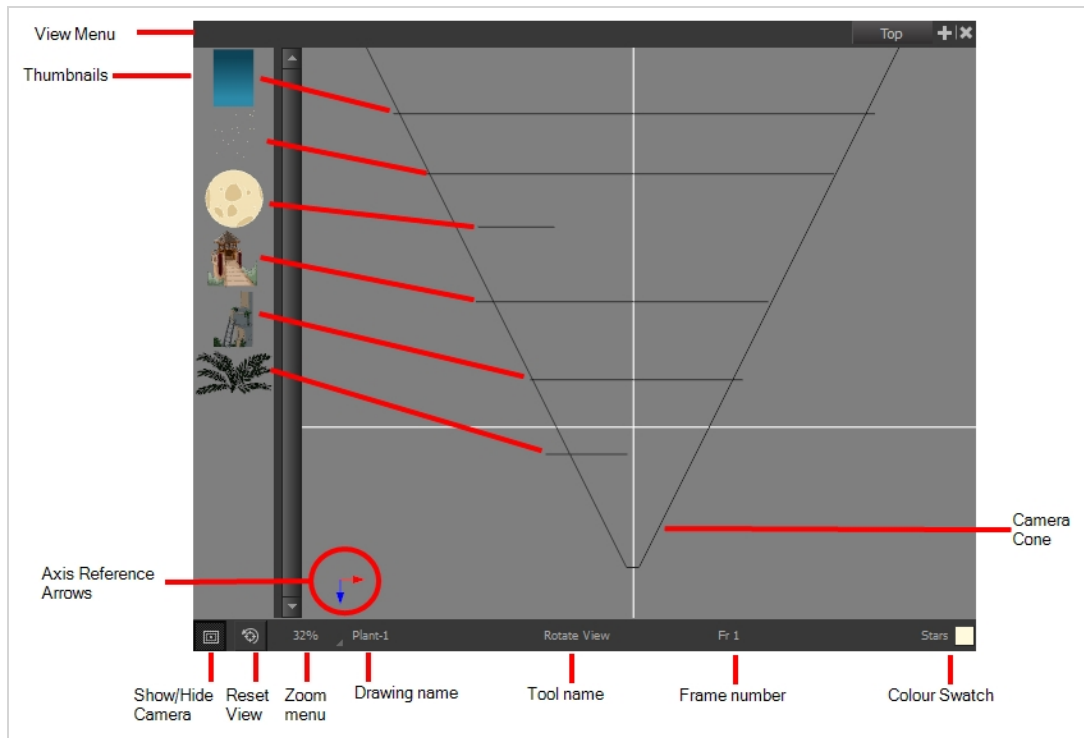 View Menu
Top
Thumbnails
Camera
Cone
Axis Reference
Arrows
32%
Plant-1
Rotate View
Fr 1
Stars
Show/Hide
Camera
Reset
View
Zoom
menu
Drawing name
Tool name
Frame number
Colour Swatch